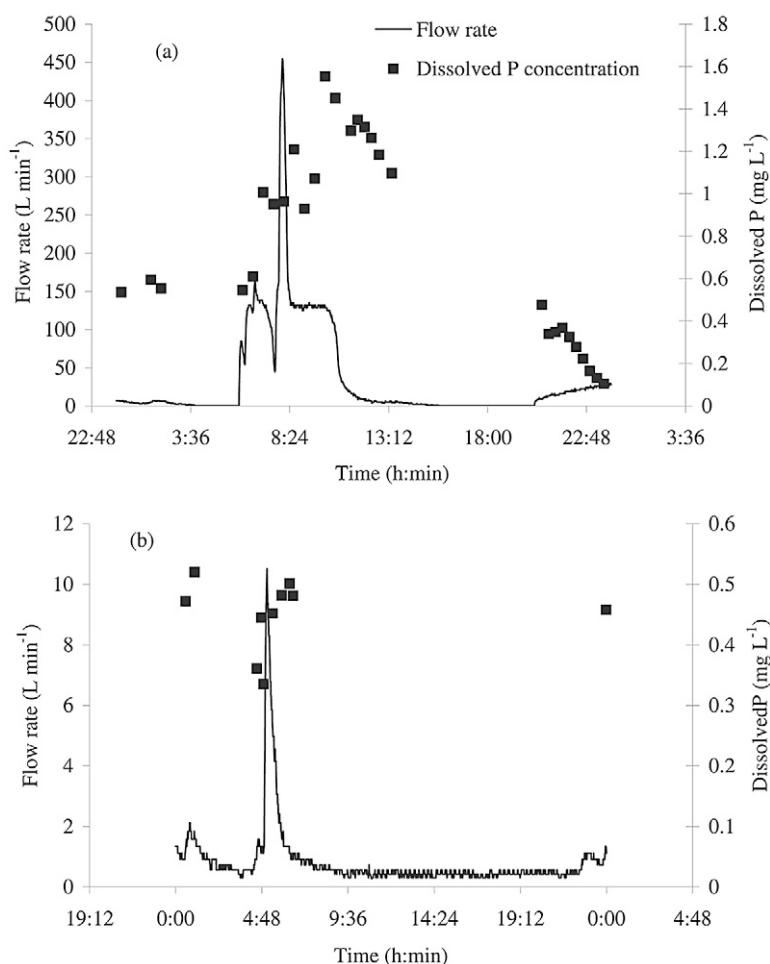 (a)
Flow rate
Dissolved P concentration
500
450
400
350
300
250
200
150
100
50
0
Flow rate (L min⁻¹)
1.8
1.6
1.4
1.2
1
0.8
0.6
0.4
0.2
0
Dissolved P (mg L⁻¹)
22:48 3:36 8:24 13:12 18:00 22:48 3:36
Time (h:min)
(b)
12
10
8
6
4
2
0
Flow rate (L min⁻¹)
0.6
0.5
0.4
0.3
0.2
0.1
0
DissolvedP (mg L⁻¹)
19:12 0:00 4:48 9:36 14:24 19:12 0:00 4:48
Time (h:min)